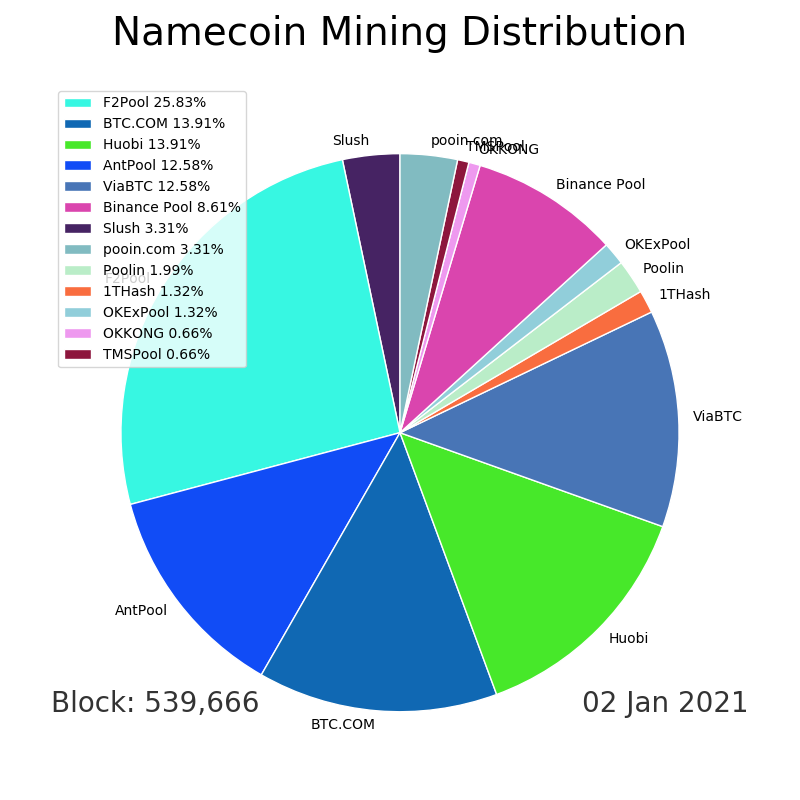 Namecoin Mining Distribution
F2Pool 25.83%
BTC.COM 13.91%
Huobi 13.91%
AntPool 12.58%
ViaBTC 12.58%
Binance Pool 8.61%
Slush 3.31%
pooin.com 3.31%
Poolin 1.99%
1THash 1.32%
OKExPool 1.32%
OKKONG 0.66%
TMSPool 0.66%
Slush
pooin.com
TMSPool
OKKONG
Binance Pool
OKExPool
Poolin
1THash
F2Pool
ViaBTC
AntPool
Huobi
BTC.COM
Block: 539,666
02 Jan 2021